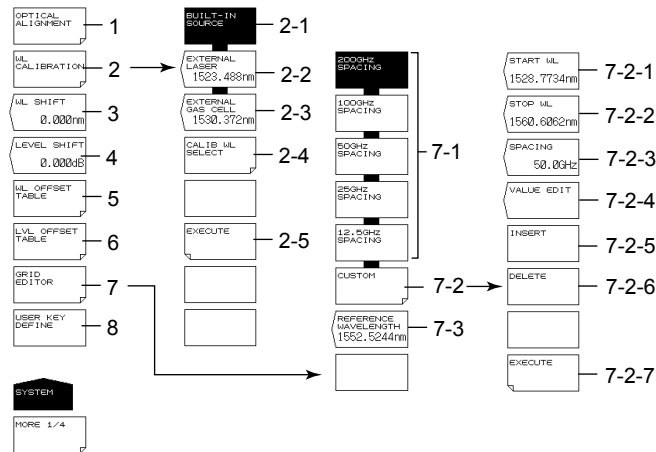 OPTICAL
ALIGNMENT
1
WL
CALIBRATION
2
WL SHIFT
0.000nm
3
LEVEL SHIFT
0.000dB
4
WL OFFSET
TABLE
5
LVL OFFSET
TABLE
6
GRID
EDITOR
7
USER KEY
DEFINE
8
SYSTEM
MORE 1/4
BUILT-IN
SOURCE
2-1
EXTERNAL
LASER
1523.488nm
2-2
EXTERNAL
GAS CELL
1530.372nm
2-3
CALIB WL
SELECT
2-4
EXECUTE
2-5
200GHz
SPACING
100GHz
SPACING
50GHz
SPACING
25GHz
SPACING
12.5GHz
SPACING
7-1
CUSTOM
7-2
REFERENCE
WAVELENGTH
1552.5244nm
7-3
START WL
1528.7734nm
7-2-1
STOP WL
1560.6062nm
7-2-2
SPACING
50.0GHz
7-2-3
VALUE EDIT
7-2-4
INSERT
7-2-5
DELETE
7-2-6
EXECUTE
7-2-7